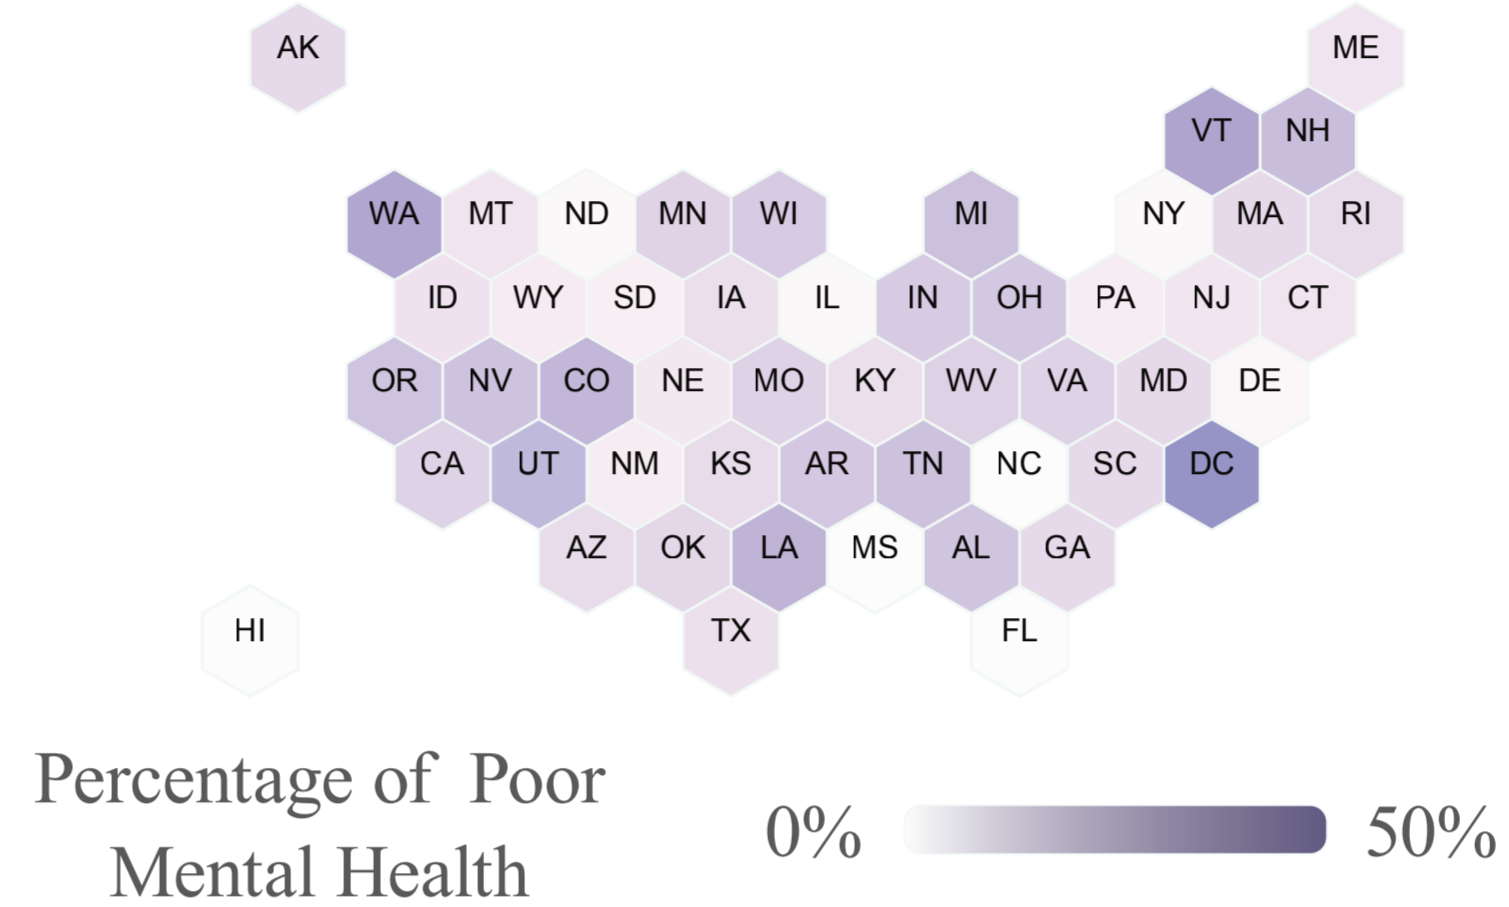 AK
ME
VT
NH
WA
MT
ND
MN
WI
MI
NY
MA
RI
ID
WY
SD
IA
IL
IN
OH
PA
NJ
CT
OR
NV
CO
NE
MO
KY
WV
VA
MD
DE
CA
UT
NM
KS
AR
TN
NC
SC
DC
AZ
OK
LA
MS
AL
GA
HI
TX
FL
Percentage of Poor
Mental Health
0%
50%